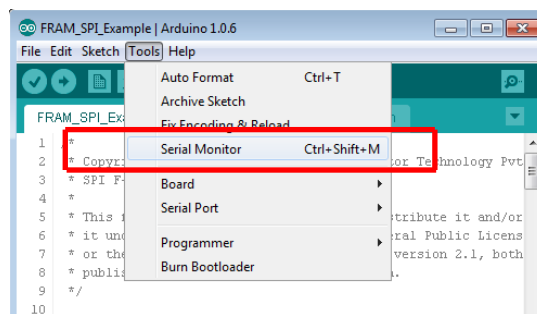 FRAM_SPI_Example | Arduino 1.0.6
File Edit Sketch Tools Help
Auto Format Ctrl+T
Archive Sketch
FRAM_SPI_Ex
Fix Encoding & Reload
1 /*
Serial Monitor Ctrl+Shift+M
2 * Copyri tor Technology Pvt
3 * SPI F
Board
4 *
Serial Port
5 * This stribute it and/or
6 * it und eral Public Licens
Programmer
7 * or the version 2.1, both
Burn Bootloader
8 * publis
9 */
10